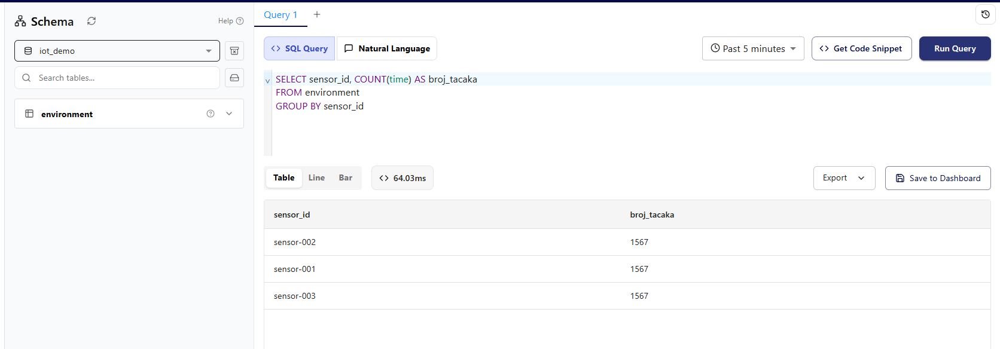 Schema
Help
iot_demo
Search tables...
environment
Query 1
SQL Query
Natural Language
Past 5 minutes
Get Code Snippet
Run Query
SELECT sensor_id, COUNT(time) AS broj_tacaka
FROM environment
GROUP BY sensor_id
Table Line Bar
64.03ms
Export
Save to Dashboard
sensor_id broj_tacaka
sensor-002 1567
sensor-001 1567
sensor-003 1567